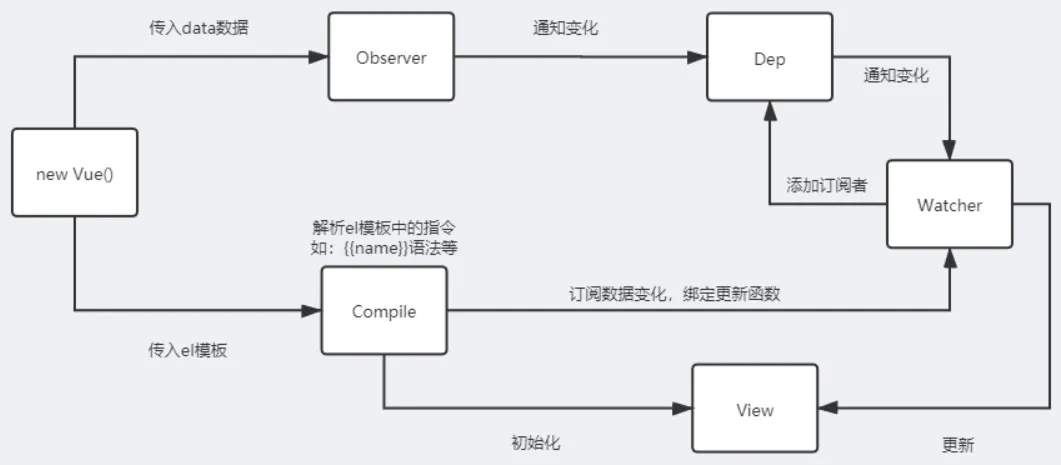 传入data数据
通知变化
Observer
Dep
通知变化
new Vue()
添加订阅者
Watcher
解析el模板中的指令
如：{{name}}语法等
Compile
订阅数据变化，绑定更新函数
传入el模板
View
初始化
更新